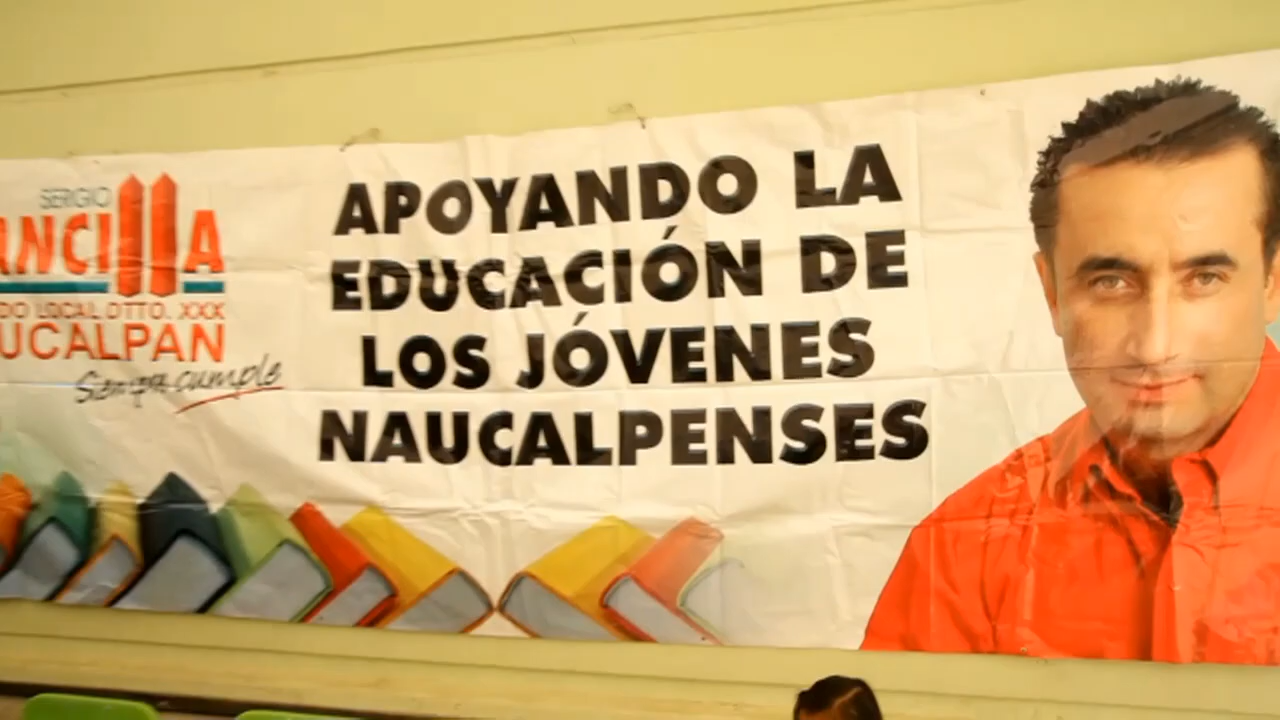 SERGIO
ANCILLA
DO LOCAL DTTO. XXX
UCALPAN
Siempre cumple
APOYANDO LA
EDUCACIÓN DE
LOS JÓVENES
NAUCALPENSES